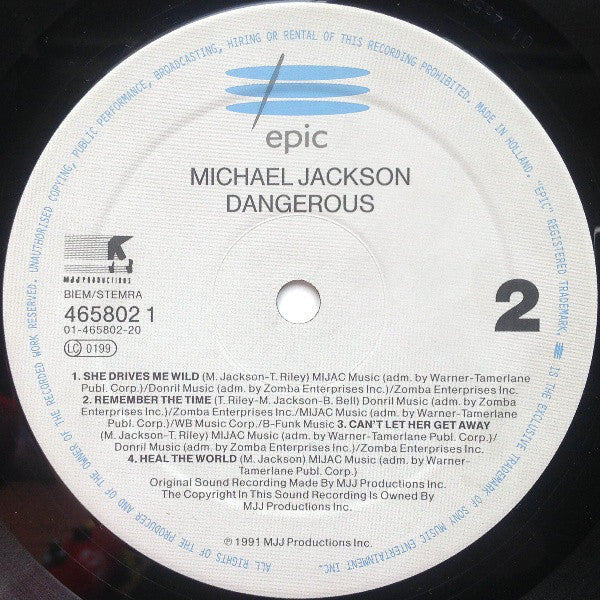 epic
MICHAEL JACKSON
DANGEROUS
MJJ PRODUCTIONS
BIEM/STEMRA
465802 1
01-465802-20
LC 0199
2
1. SHE DRIVES ME WILD (M. Jackson-T. Riley) MIJAC Music (adm. by Warner-Tamerlane
Publ. Corp.)/Donril Music (adm. by Zomba Enterprises Inc.)/Zomba Enterprises Inc.
2. REMEMBER THE TIME (T. Riley-M. Jackson-B. Bell) Donril Music (adm. by Zomba
Enterprises Inc.)/Zomba Enterprises Inc./MIJAC Music (adm. by Warner-Tamerlane
Publ. Corp.)/WB Music Corp./B-Funk Music 3. CAN'T LET HER GET AWAY
(M. Jackson-T. Riley) MIJAC Music (adm. by Warner-Tamerlane Publ. Corp.)/
Donril Music (adm. by Zomba Enterprises Inc.)/Zomba Enterprises Inc.
4. HEAL THE WORLD (M. Jackson) MIJAC Music (adm. by Warner-
Tamerlane Publ. Corp.)
Original Sound Recording Made By MJJ Productions Inc.
The Copyright In This Sound Recording Is Owned By
MJJ Productions Inc.
℗ 1991 MJJ Productions Inc.
ALL RIGHTS OF THE PRODUCER AND OF THE OWNER OF THE RECORDED WORK RESERVED. UNAUTHORISED COPYING, PUBLIC PERFORMANCE, BROADCASTING, HIRING OR RENTAL OF THIS RECORDING PROHIBITED. MADE IN HOLLAND. "EPIC" REGISTERED TRADEMARK. IS THE EXCLUSIVE TRADEMARK OF SONY MUSIC ENTERTAINMENT INC.